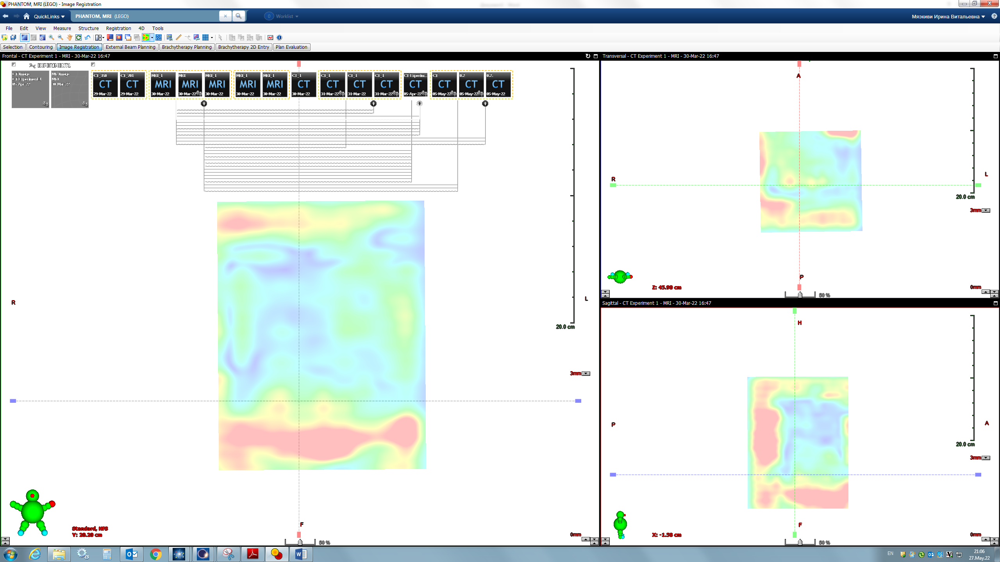 PHANTOM, MRI (LEGO) - Image Registration
QuickLinks
PHANTOM, MRI (LEGO)
0 Worklist
Мяэкиви Ирина Витальевна
File Edit View Measure Structure Registration 4D Tools
Selection Contouring Image Registration External Beam Planning Brachytherapy Planning Brachytherapy 2D Entry Plan Evaluation
Frontal - CT Experiment 1 - MRI - 30-Mar-22 16:47
EXPERIMENT1
CT Image
CT Experiment 1
05-Apr-22
MR Image
MRI
30-Mar-22
CT_350
CT
29-Mar-22
CT_701
CT
29-Mar-22
MRI_1
MRI
30-Mar-22
MRI
MRI
30-Mar-22
MRI_1
MRI
30-Mar-22
MRI_1
MRI
30-Mar-22
MRI_1
MRI
30-Mar-22
CT_1
CT
30-Mar-22
CT_1
CT
31-Mar-22
CT_1
CT
31-Mar-22
CT_1
CT
31-Mar-22
CT Experim...
CT
05-Apr-22
CT
CT
05-May-22
0.2
CT
05-May-22
0.2.
CT
05-May-22
R
L
20.0 cm
3mm
F
Standard, HFS
Y: 20.20 cm
0mm
50 %
Transversal - CT Experiment 1 - MRI - 30-Mar-22 16:47
A
R
L
20.0 cm
3mm
P
Z: 45.90 cm
0mm
50 %
Sagittal - CT Experiment 1 - MRI - 30-Mar-22 16:47
H
P
A
20.0 cm
3mm
F
X: -1.58 cm
0mm
50 %
EN
21:06
27.May.22